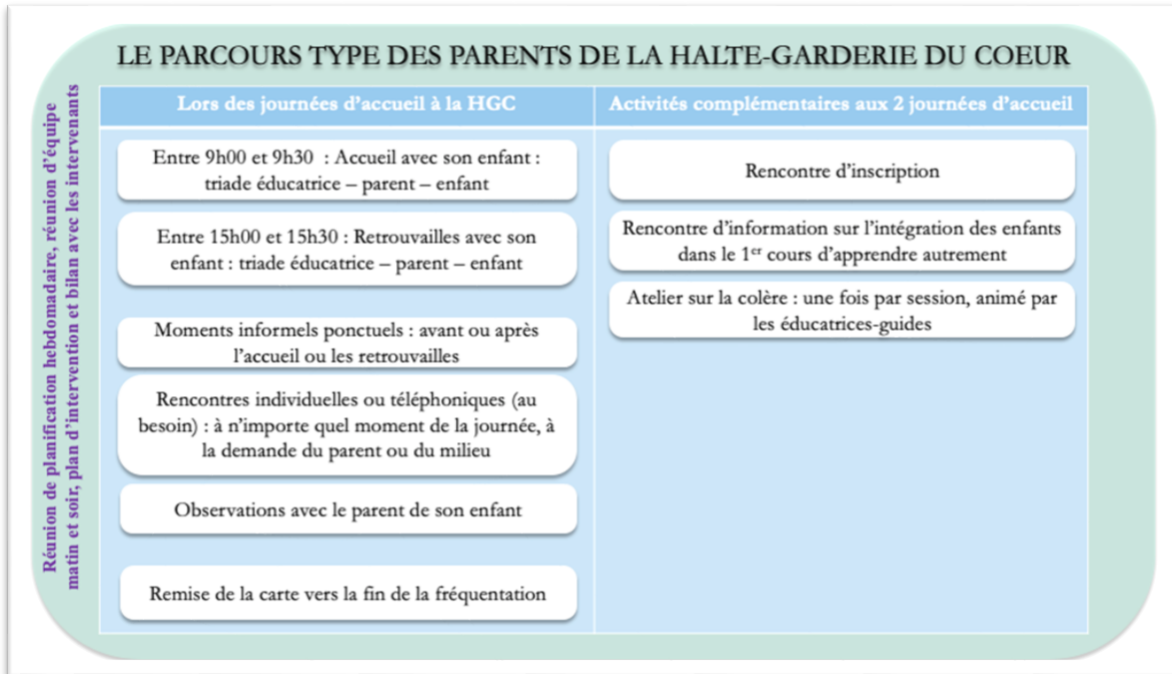 LE PARCOURS TYPE DES PARENTS DE LA HALTE-GARDERIE DU COEUR
Réunion de planification hebdomadaire, réunion d'équipe
matin et soir, plan d'intervention et bilan avec les intervenants
Lors des journées d'accueil à la HGC
Entre 9h00 et 9h30 : Accueil avec son enfant :
triade éducatrice – parent – enfant
Entre 15h00 et 15h30 : Retrouvailles avec son
enfant : triade éducatrice – parent – enfant
Moments informels ponctuels : avant ou après
l'accueil ou les retrouvailles
Rencontres individuelles ou téléphoniques (au
besoin) : à n'importe quel moment de la journée, à
la demande du parent ou du milieu
Observations avec le parent de son enfant
Remise de la carte vers la fin de la fréquentation
Activités complémentaires aux 2 journées d'accueil
Rencontre d'inscription
Rencontre d'information sur l'intégration des enfants
dans le 1er cours d'apprendre autrement
Atelier sur la colère : une fois par session, animé par
les éducatrices-guides